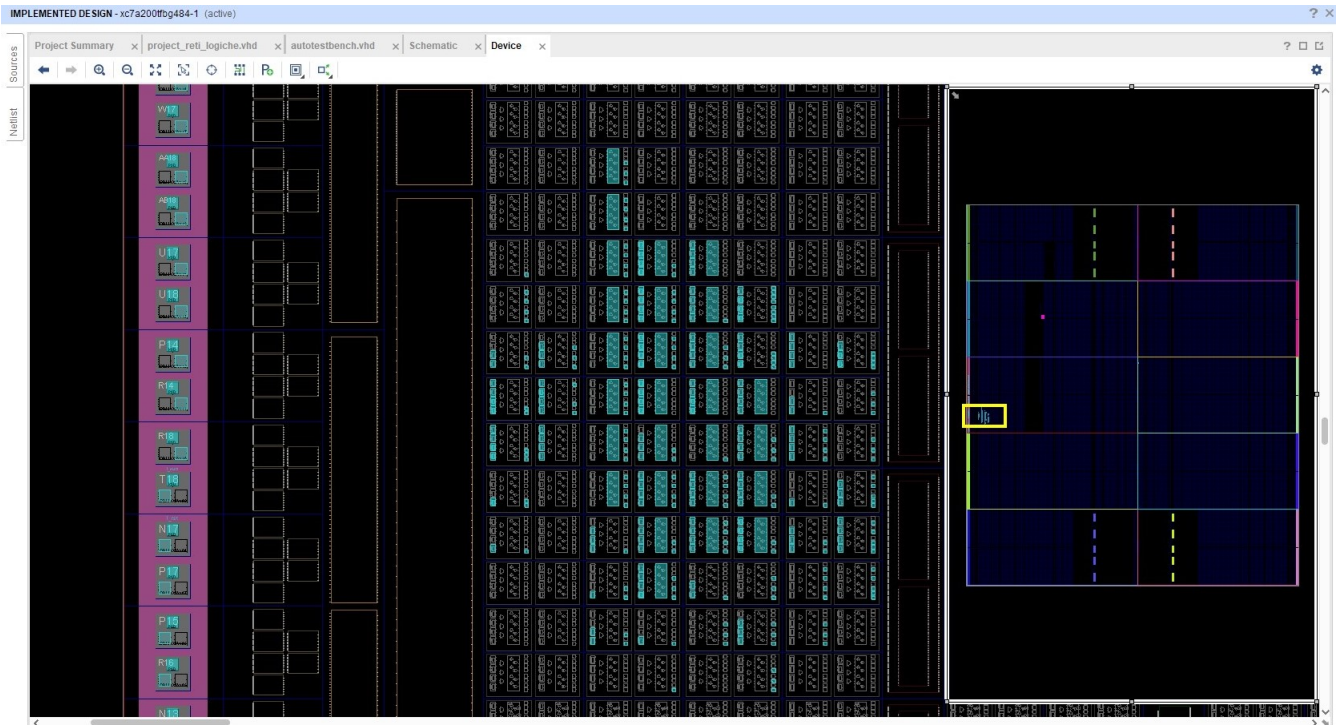 IMPLEMENTED DESIGN - xc7a200tfbg484-1 (active)
Sources
Netlist
Project Summary
project_reti_logiche.vhd
autotestbench.vhd
Schematic
Device
W17
AA18
AB18
U17
U18
P14
R14
R18
T18
N17
P17
P15
R16
N13